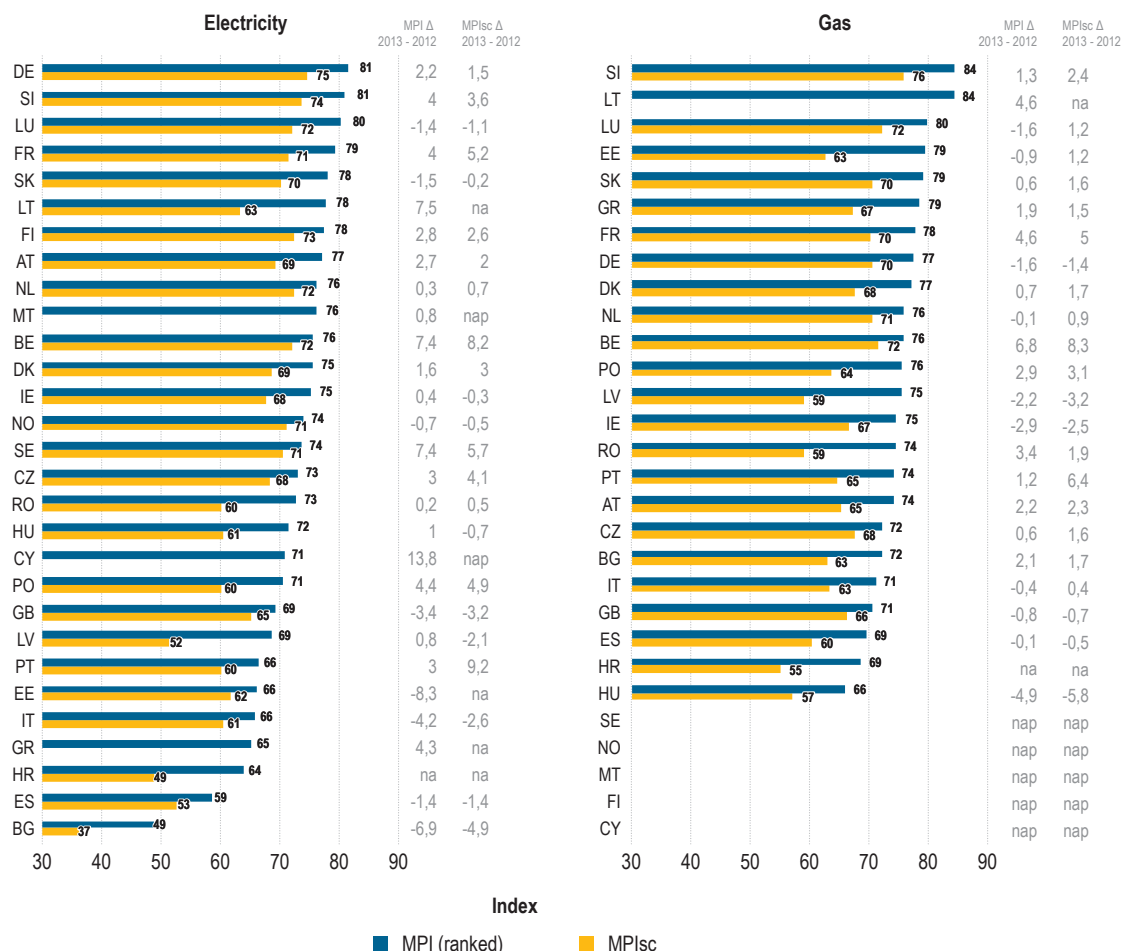 Electricity
MPI Δ MPIsc Δ
2013 - 2012 2013 - 2012
DE 81 75 2,2 1,5
SI 81 74 4 3,6
LU 80 72 -1,4 -1,1
FR 79 71 4 5,2
SK 78 70 -1,5 -0,2
LT 78 63 7,5 na
FI 78 73 2,8 2,6
AT 77 69 2,7 2
NL 76 72 0,3 0,7
MT 76 0,8 nap
BE 76 72 7,4 8,2
DK 75 69 1,6 3
IE 75 68 0,4 -0,3
NO 74 71 -0,7 -0,5
SE 74 71 7,4 5,7
CZ 73 68 3 4,1
RO 73 60 0,2 0,5
HU 72 61 1 -0,7
CY 71 13,8 nap
PO 71 60 4,4 4,9
GB 69 65 -3,4 -3,2
LV 69 52 0,8 -2,1
PT 66 60 3 9,2
EE 66 62 -8,3 na
IT 66 61 -4,2 -2,6
GR 65 4,3 na
HR 64 49 na na
ES 59 53 -1,4 -1,4
BG 49 37 -6,9 -4,9
30 40 50 60 70 80 90
Gas
MPI Δ MPIsc Δ
2013 - 2012 2013 - 2012
SI 84 76 1,3 2,4
LT 84 4,6 na
LU 80 72 -1,6 1,2
EE 79 63 -0,9 1,2
SK 79 70 0,6 1,6
GR 79 67 1,9 1,5
FR 78 70 4,6 5
DE 77 70 -1,6 -1,4
DK 77 68 0,7 1,7
NL 76 71 -0,1 0,9
BE 76 72 6,8 8,3
PO 76 64 2,9 3,1
LV 75 59 -2,2 -3,2
IE 75 67 -2,9 -2,5
RO 74 59 3,4 1,9
PT 74 65 1,2 6,4
AT 74 65 2,2 2,3
CZ 72 68 0,6 1,6
BG 72 63 2,1 1,7
IT 71 63 -0,4 0,4
GB 71 66 -0,8 -0,7
ES 69 60 -0,1 -0,5
HR 69 55 na na
HU 66 57 -4,9 -5,8
SE nap nap
NO nap nap
MT nap nap
FI nap nap
CY nap nap
30 40 50 60 70 80 90
Index
MPI (ranked) MPIsc